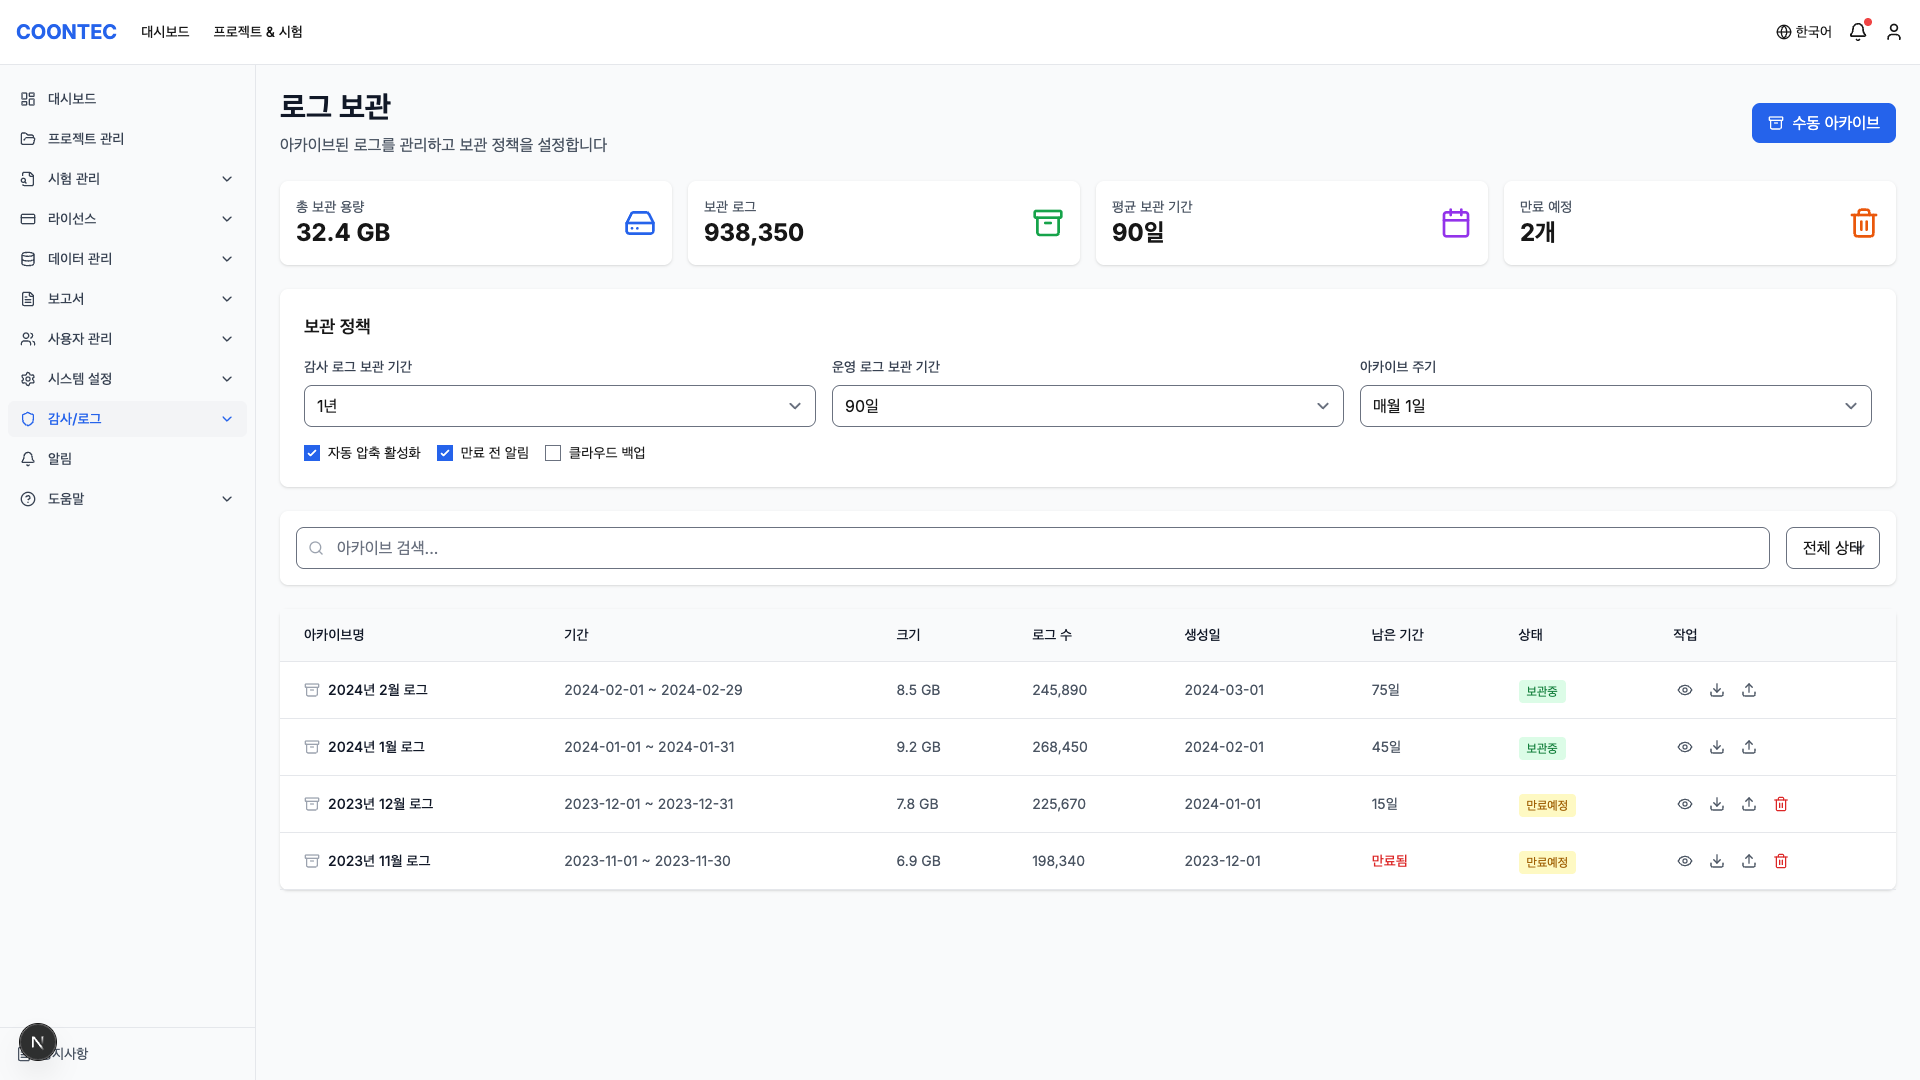 COONTEC
대시보드
프로젝트 & 시험
한국어
대시보드
프로젝트 관리
시험 관리
라이선스
데이터 관리
보고서
사용자 관리
시스템 설정
감사/로그
알림
도움말
N
지사항
로그 보관
아카이브된 로그를 관리하고 보관 정책을 설정합니다
수동 아카이브
총 보관 용량
32.4 GB
보관 로그
938,350
평균 보관 기간
90일
만료 예정
2개
보관 정책
감사 로그 보관 기간
1년
운영 로그 보관 기간
90일
아카이브 주기
매월 1일
자동 압축 활성화
만료 전 알림
클라우드 백업
아카이브 검색...
전체 상태
아카이브명 기간 크기 로그 수 생성일 남은 기간 상태 작업
2024년 2월 로그 2024-02-01 ~ 2024-02-29 8.5 GB 245,890 2024-03-01 75일 보관중
2024년 1월 로그 2024-01-01 ~ 2024-01-31 9.2 GB 268,450 2024-02-01 45일 보관중
2023년 12월 로그 2023-12-01 ~ 2023-12-31 7.8 GB 225,670 2024-01-01 15일 만료예정
2023년 11월 로그 2023-11-01 ~ 2023-11-30 6.9 GB 198,340 2023-12-01 만료됨 만료예정